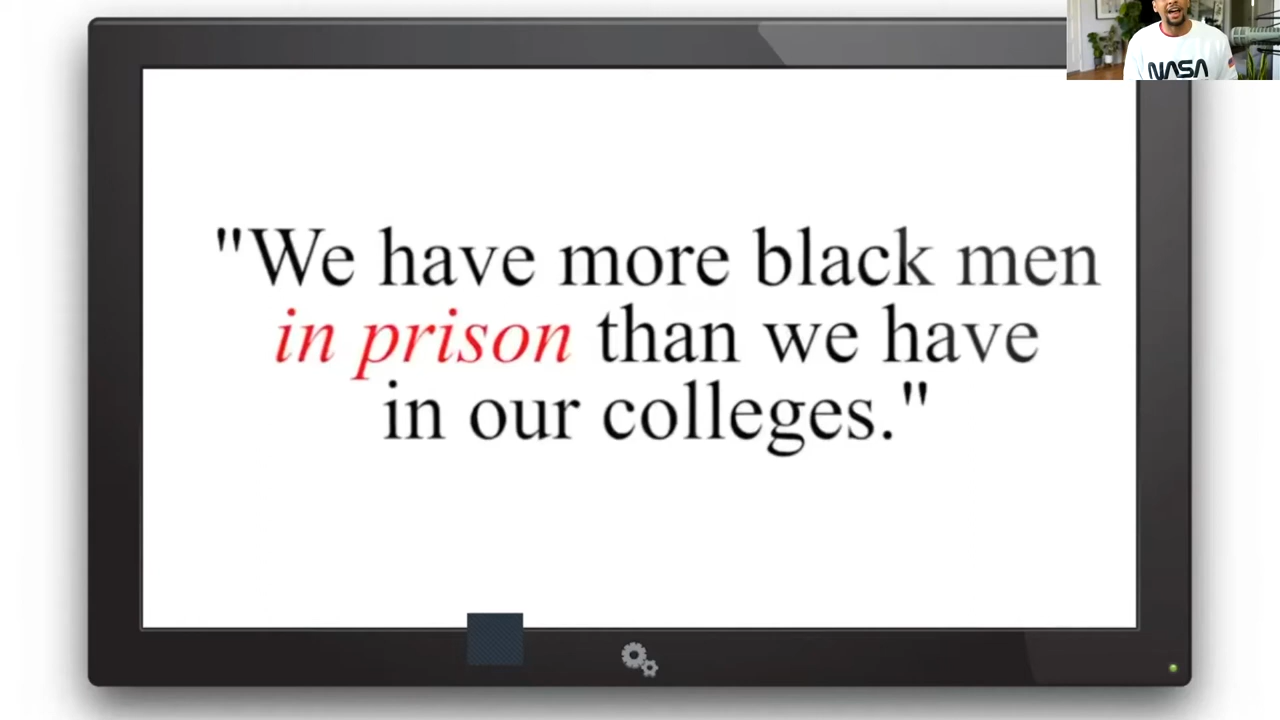 NASA
"We have more black men
in prison than we have
in our colleges."